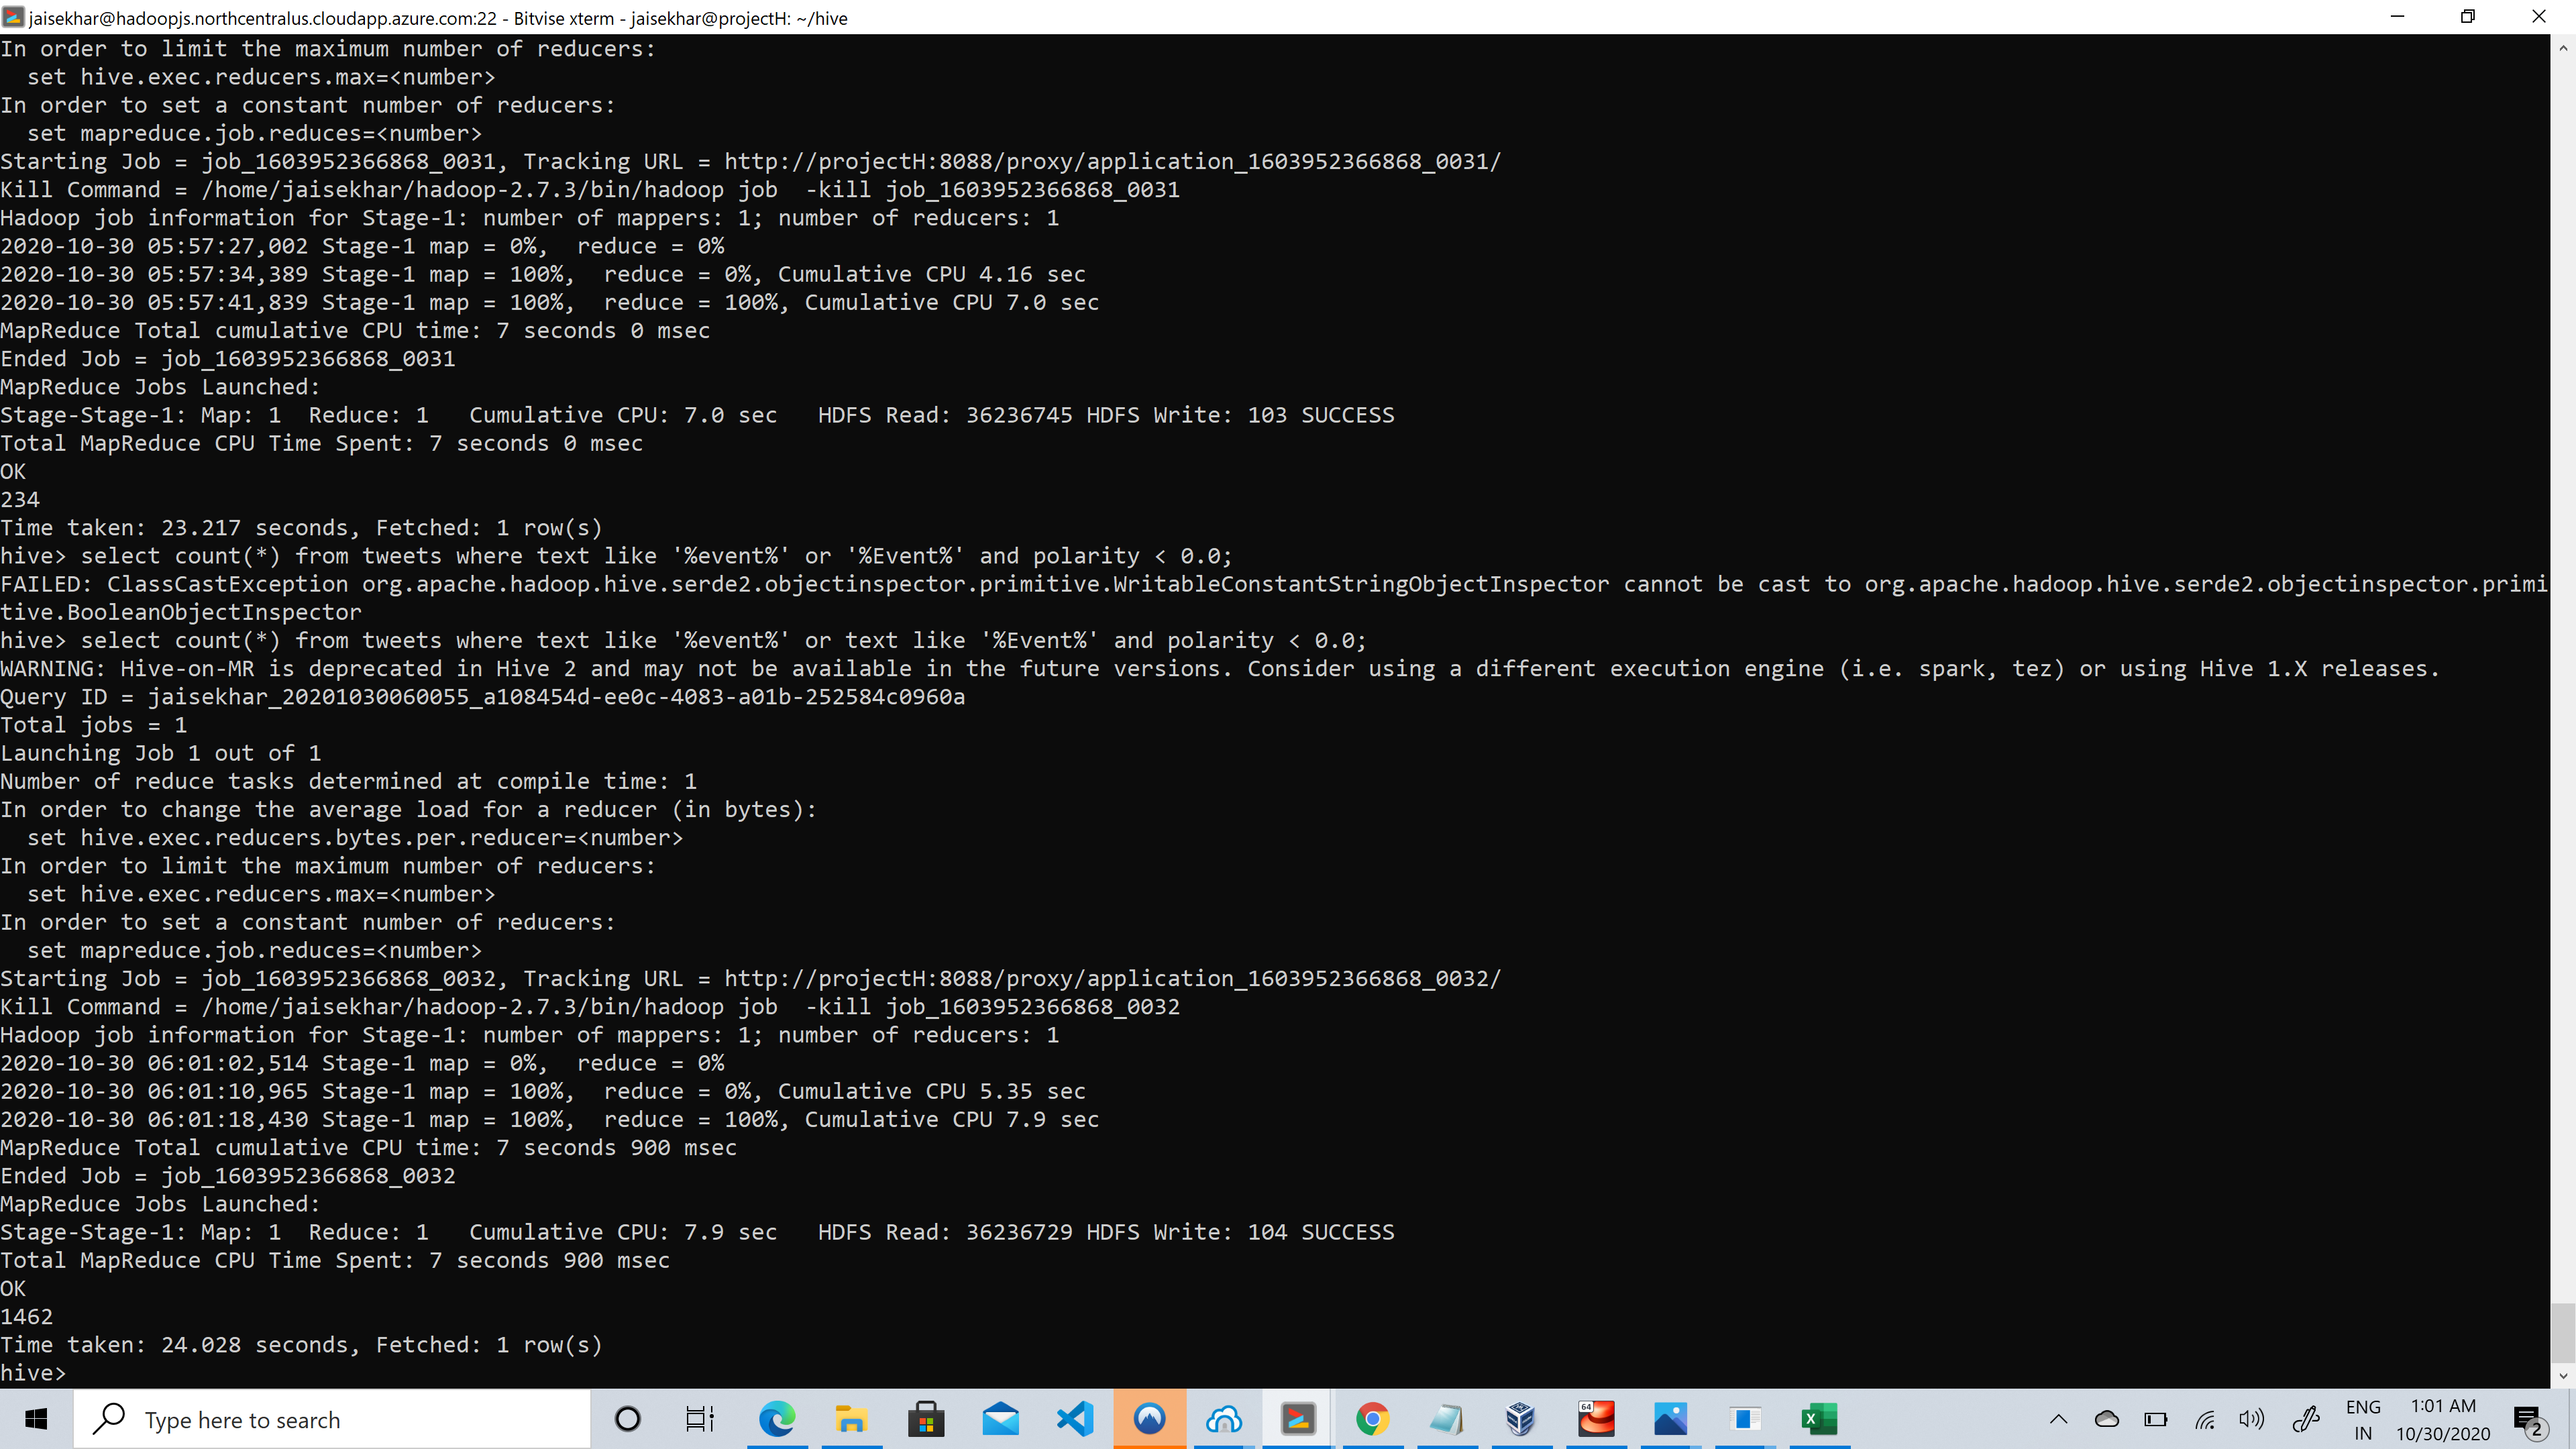 jaisekhar@hadoopjs.northcentralus.cloudapp.azure.com:22 - Bitvise xterm - jaisekhar@projectH: ~/hive
In order to limit the maximum number of reducers:
  set hive.exec.reducers.max=<number>
In order to set a constant number of reducers:
  set mapreduce.job.reduces=<number>
Starting Job = job_1603952366868_0031, Tracking URL = http://projectH:8088/proxy/application_1603952366868_0031/
Kill Command = /home/jaisekhar/hadoop-2.7.3/bin/hadoop job  -kill job_1603952366868_0031
Hadoop job information for Stage-1: number of mappers: 1; number of reducers: 1
2020-10-30 05:57:27,002 Stage-1 map = 0%,  reduce = 0%
2020-10-30 05:57:34,389 Stage-1 map = 100%,  reduce = 0%, Cumulative CPU 4.16 sec
2020-10-30 05:57:41,839 Stage-1 map = 100%,  reduce = 100%, Cumulative CPU 7.0 sec
MapReduce Total cumulative CPU time: 7 seconds 0 msec
Ended Job = job_1603952366868_0031
MapReduce Jobs Launched:
Stage-Stage-1: Map: 1  Reduce: 1   Cumulative CPU: 7.0 sec   HDFS Read: 36236745 HDFS Write: 103 SUCCESS
Total MapReduce CPU Time Spent: 7 seconds 0 msec
OK
234
Time taken: 23.217 seconds, Fetched: 1 row(s)
hive> select count(*) from tweets where text like '%event%' or '%Event%' and polarity < 0.0;
FAILED: ClassCastException org.apache.hadoop.hive.serde2.objectinspector.primitive.WritableConstantStringObjectInspector cannot be cast to org.apache.hadoop.hive.serde2.objectinspector.primi
tive.BooleanObjectInspector
hive> select count(*) from tweets where text like '%event%' or text like '%Event%' and polarity < 0.0;
WARNING: Hive-on-MR is deprecated in Hive 2 and may not be available in the future versions. Consider using a different execution engine (i.e. spark, tez) or using Hive 1.X releases.
Query ID = jaisekhar_20201030060055_a108454d-ee0c-4083-a01b-252584c0960a
Total jobs = 1
Launching Job 1 out of 1
Number of reduce tasks determined at compile time: 1
In order to change the average load for a reducer (in bytes):
  set hive.exec.reducers.bytes.per.reducer=<number>
In order to limit the maximum number of reducers:
  set hive.exec.reducers.max=<number>
In order to set a constant number of reducers:
  set mapreduce.job.reduces=<number>
Starting Job = job_1603952366868_0032, Tracking URL = http://projectH:8088/proxy/application_1603952366868_0032/
Kill Command = /home/jaisekhar/hadoop-2.7.3/bin/hadoop job  -kill job_1603952366868_0032
Hadoop job information for Stage-1: number of mappers: 1; number of reducers: 1
2020-10-30 06:01:02,514 Stage-1 map = 0%,  reduce = 0%
2020-10-30 06:01:10,965 Stage-1 map = 100%,  reduce = 0%, Cumulative CPU 5.35 sec
2020-10-30 06:01:18,430 Stage-1 map = 100%,  reduce = 100%, Cumulative CPU 7.9 sec
MapReduce Total cumulative CPU time: 7 seconds 900 msec
Ended Job = job_1603952366868_0032
MapReduce Jobs Launched:
Stage-Stage-1: Map: 1  Reduce: 1   Cumulative CPU: 7.9 sec   HDFS Read: 36236729 HDFS Write: 104 SUCCESS
Total MapReduce CPU Time Spent: 7 seconds 900 msec
OK
1462
Time taken: 24.028 seconds, Fetched: 1 row(s)
hive>
Type here to search
64
ENG
IN
1:01 AM
10/30/2020
2